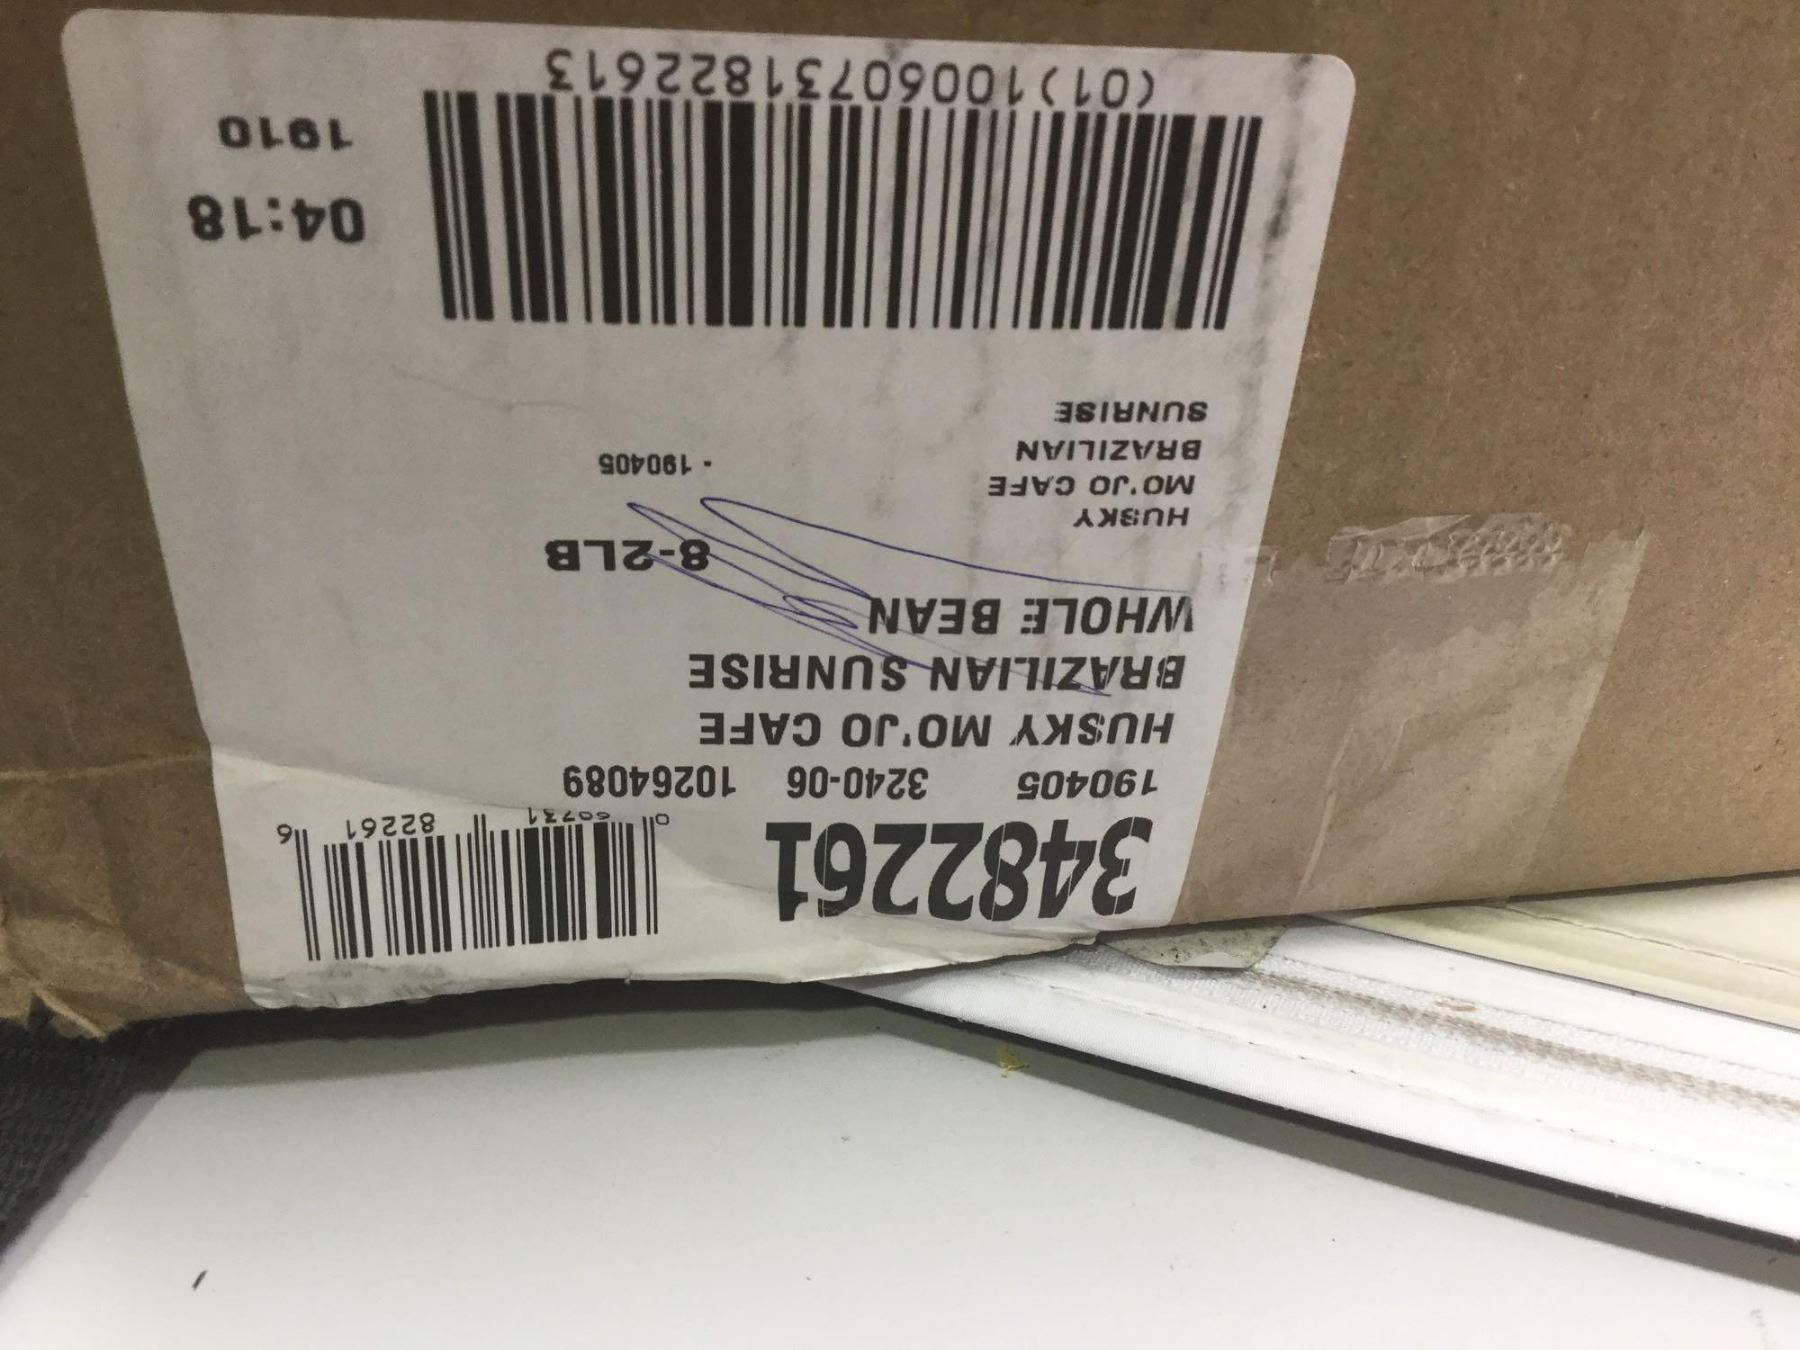 3482261
0 60731 82261 6
190405 3240-06 10264089
HUSKY MO'JO CAFE
BRAZILIAN SUNRISE
WHOLE BEAN
8-2LB
HUSKY
MO'JO CAFE
BRAZILIAN
SUNRISE
- 190405
04:18
1910
(01)10060731822613